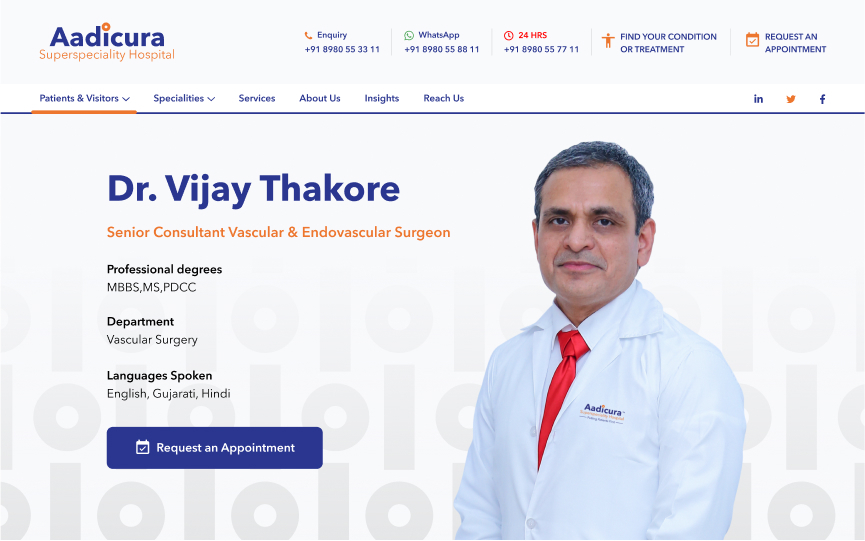 Aadicura
Superspeciality Hospital
Enquiry
+91 8980 55 33 11
WhatsApp
+91 8980 55 88 11
24 HRS
+91 8980 55 77 11
FIND YOUR CONDITION
OR TREATMENT
REQUEST AN
APPOINTMENT
Patients & Visitors
Specialities
Services
About Us
Insights
Reach Us
in
f
Dr. Vijay Thakore
Senior Consultant Vascular & Endovascular Surgeon
Professional degrees
MBBS,MS,PDCC
Department
Vascular Surgery
Languages Spoken
English, Gujarati, Hindi
Request an Appointment
Aadicura
Superspeciality Hospital